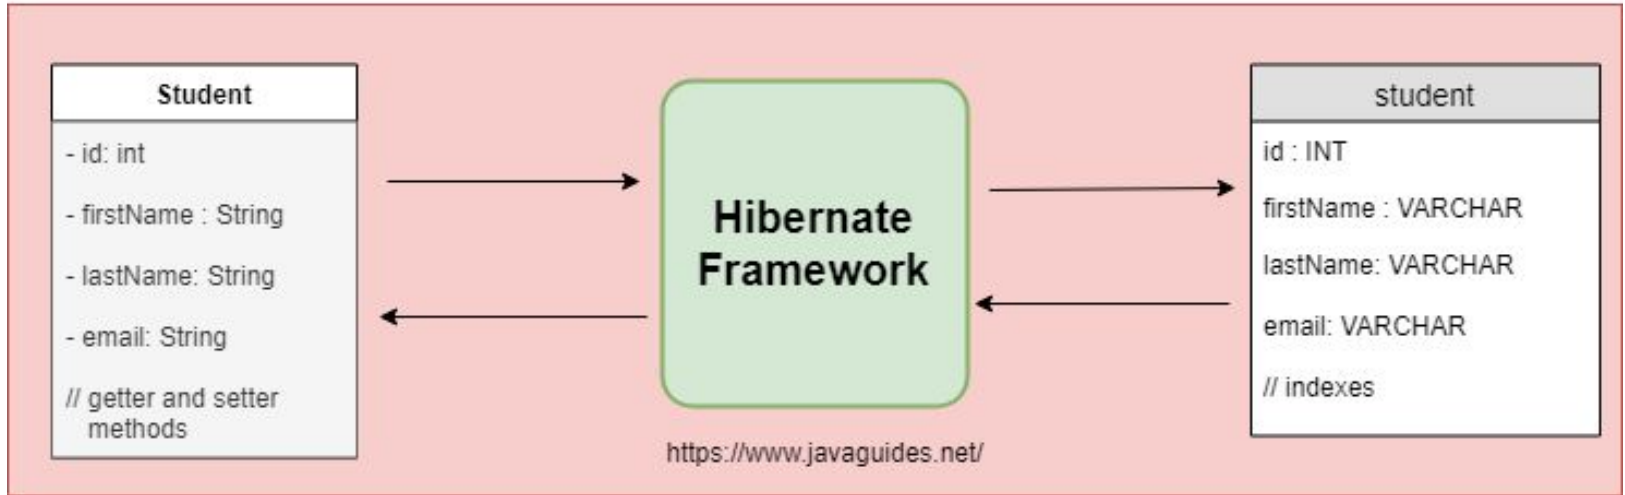 Student
- id: int
- firstName : String
- lastName: String
- email: String
// getter and setter
methods
Hibernate
Framework
https://www.javaguides.net/
student
id : INT
firstName : VARCHAR
lastName: VARCHAR
email: VARCHAR
// indexes